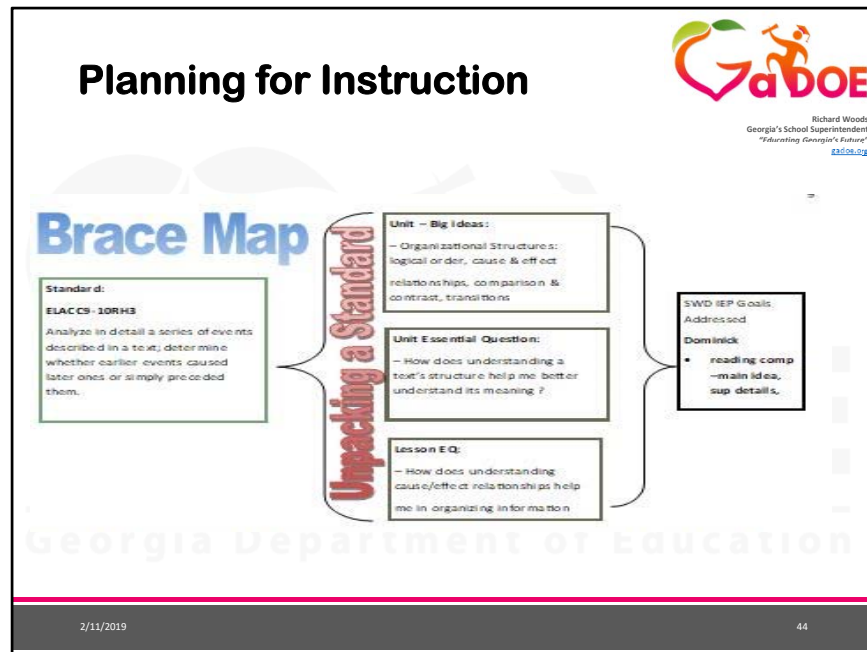 Planning for Instruction
GaDOE
Richard Woods,
Georgia's School Superintendent
"Educating Georgia's Future"
gadoe.org
Brace Map
Standard:
ELACC9-10RH3
Analyze in detail a series of events
described in a text; determine
whether earlier events caused
later ones or simply preceded
them.
Unpacking a Standard
Unit – Big Ideas:
– Organizational Structures:
logical order, cause & effect
relationships, comparison &
contrast, transitions
Unit Essential Question:
– How does understanding a
text's structure help me better
understand its meaning ?
Lesson EQ:
– How does understanding
cause/effect relationships help
me in organizing information
SWD IEP Goals
Addressed
Dominick
• reading comp
–main idea,
sup details,
Georgia Department of Education
2/11/2019
44